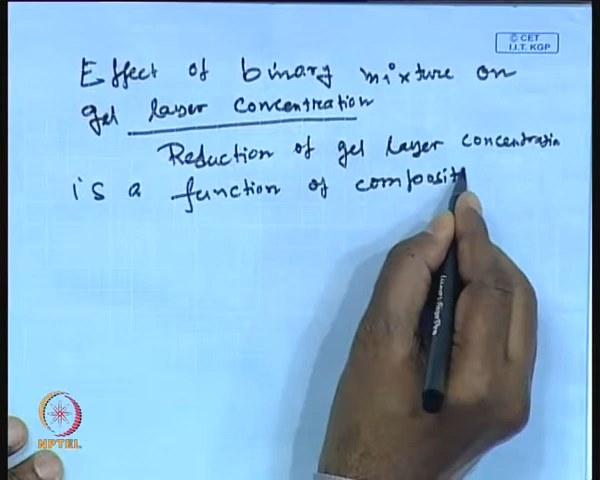 © CET
I.I.T. KGP
Effect of binary mixture on
gel layer concentration
Reduction of gel layer concentratin
is a function of composit
NPTEL